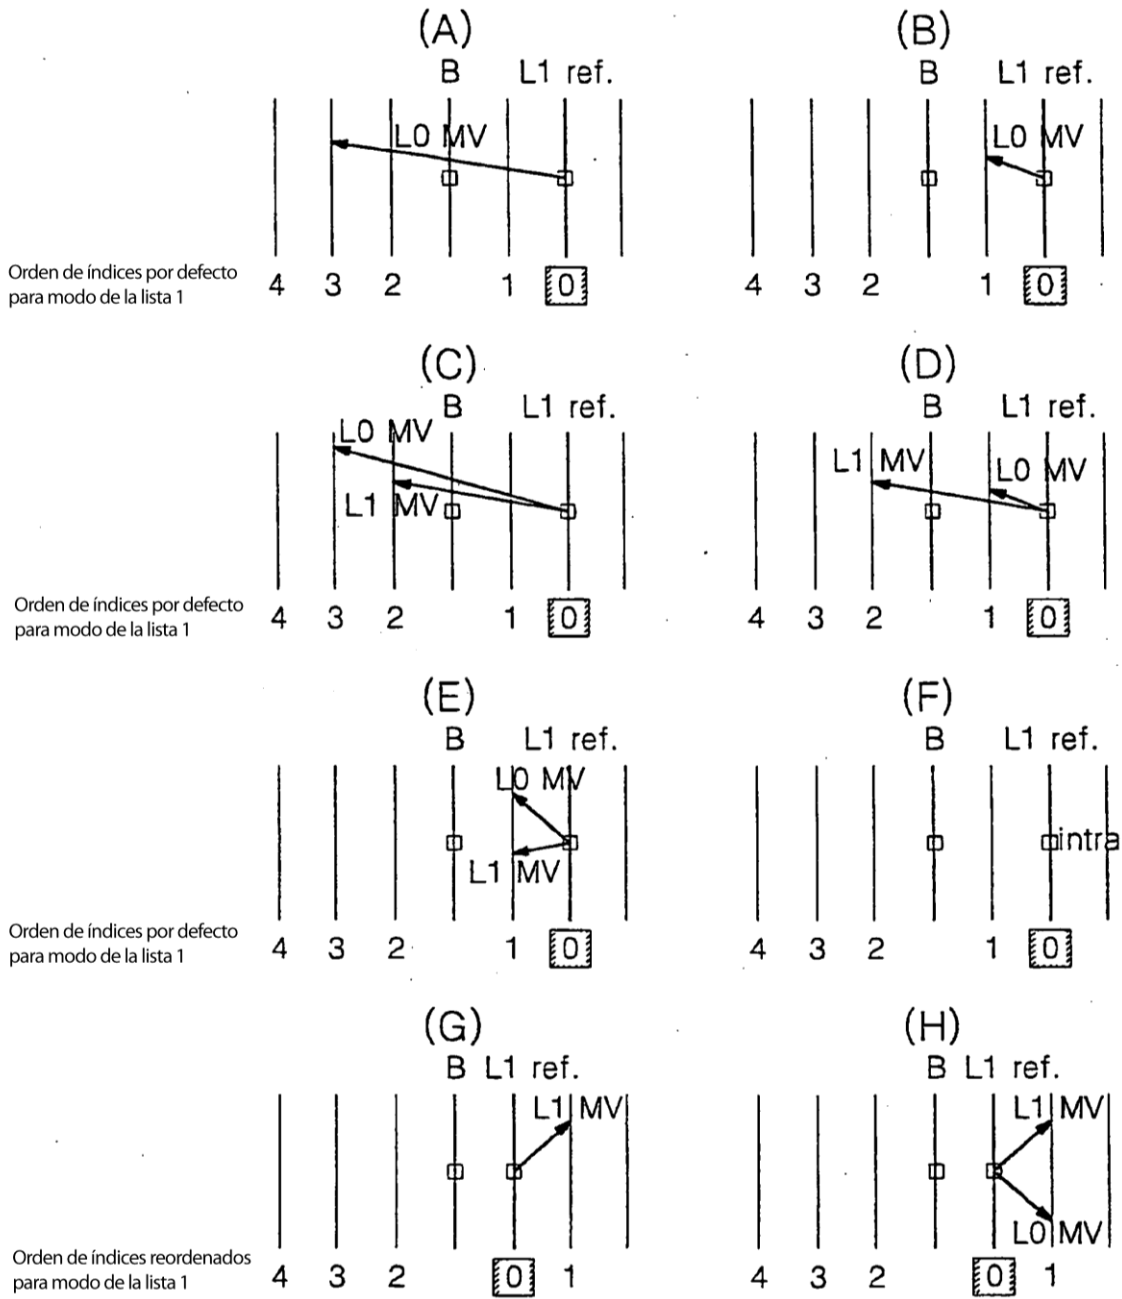 (A) (B)
B L1 ref. B L1 ref.
L0 MV L0 MV
Orden de índices por defecto
para modo de la lista 1
4 3 2 1 0 4 3 2 1 0
(C) (D)
B L1 ref. B L1 ref.
L0 MV L1 MV L0 MV
L1 MV
Orden de índices por defecto
para modo de la lista 1
4 3 2 1 0 4 3 2 1 0
(E) (F)
B L1 ref. B L1 ref.
L0 MV
intra
L1 MV
Orden de índices por defecto
para modo de la lista 1
4 3 2 1 0 4 3 2 1 0
(G) (H)
B L1 ref. B L1 ref.
L1 MV L1 MV
L0 MV
Orden de índices reordenados
para modo de la lista 1
4 3 2 0 1 4 3 2 0 1